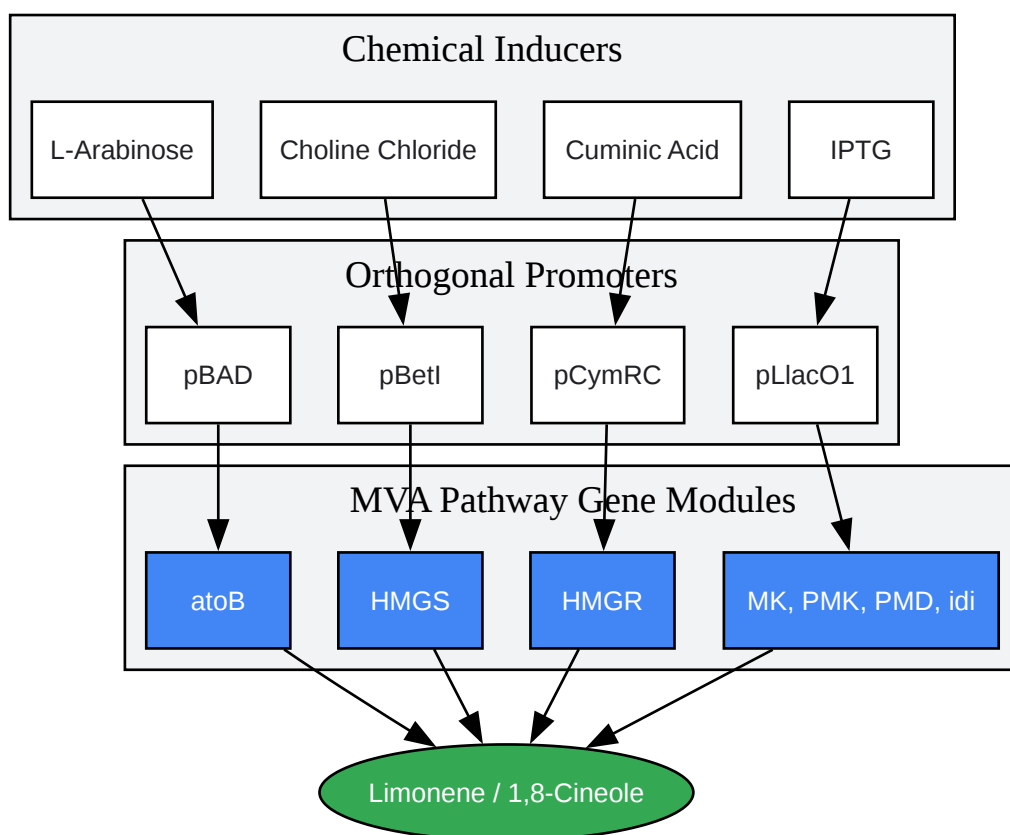 Chemical Inducers
L-Arabinose
Choline Chloride
Cuminic Acid
IPTG
Orthogonal Promoters
pBAD
pBetI
pCymRC
pLlacO1
MVA Pathway Gene Modules
atoB
HMGS
HMGR
MK, PMK, PMD, idi
Limonene / 1,8-Cineole